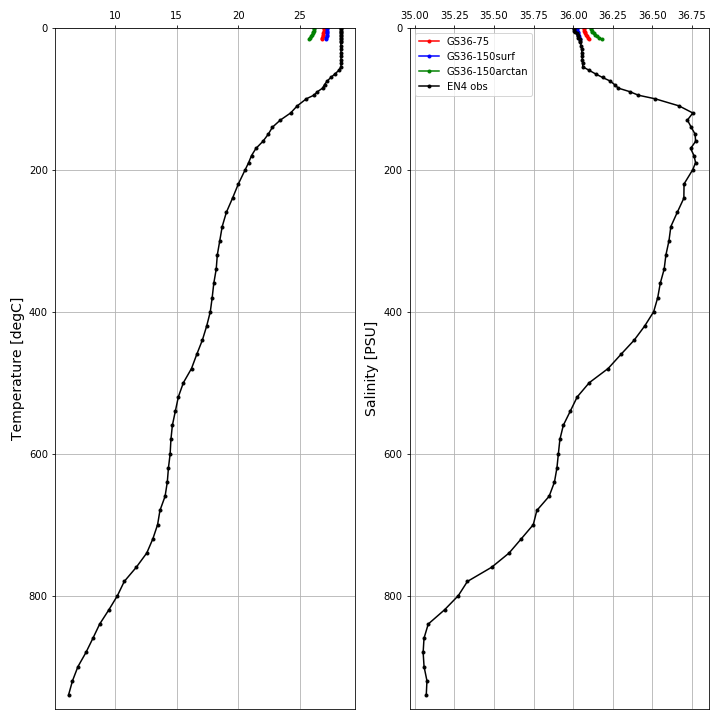 10 15 20 25
35.00 35.25 35.50 35.75 36.00 36.25 36.50 36.75
0
200
400
600
800
Temperature [degC]
0
200
400
600
800
Salinity [PSU]
GS36-75
GS36-150surf
GS36-150arctan
EN4 obs